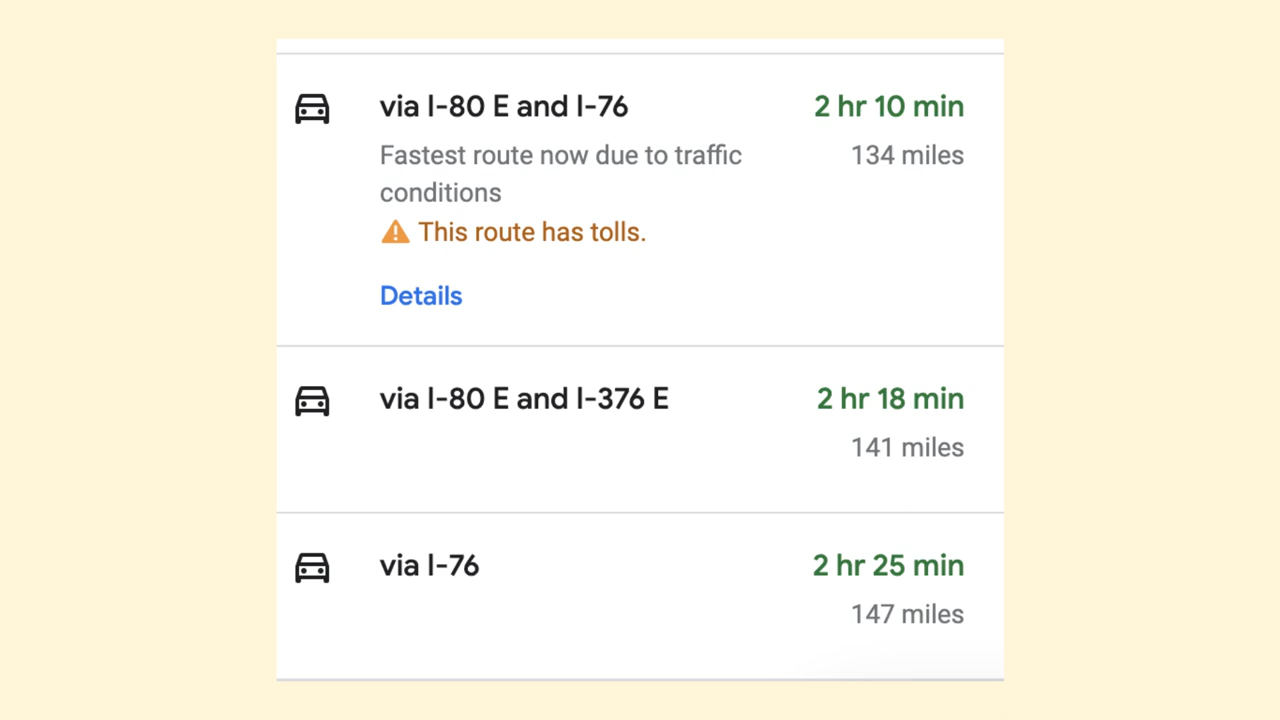 via I-80 E and I-76
2 hr 10 min
Fastest route now due to traffic
134 miles
conditions
This route has tolls.
Details
via I-80 E and I-376 E
2 hr 18 min
141 miles
via I-76
2 hr 25 min
147 miles